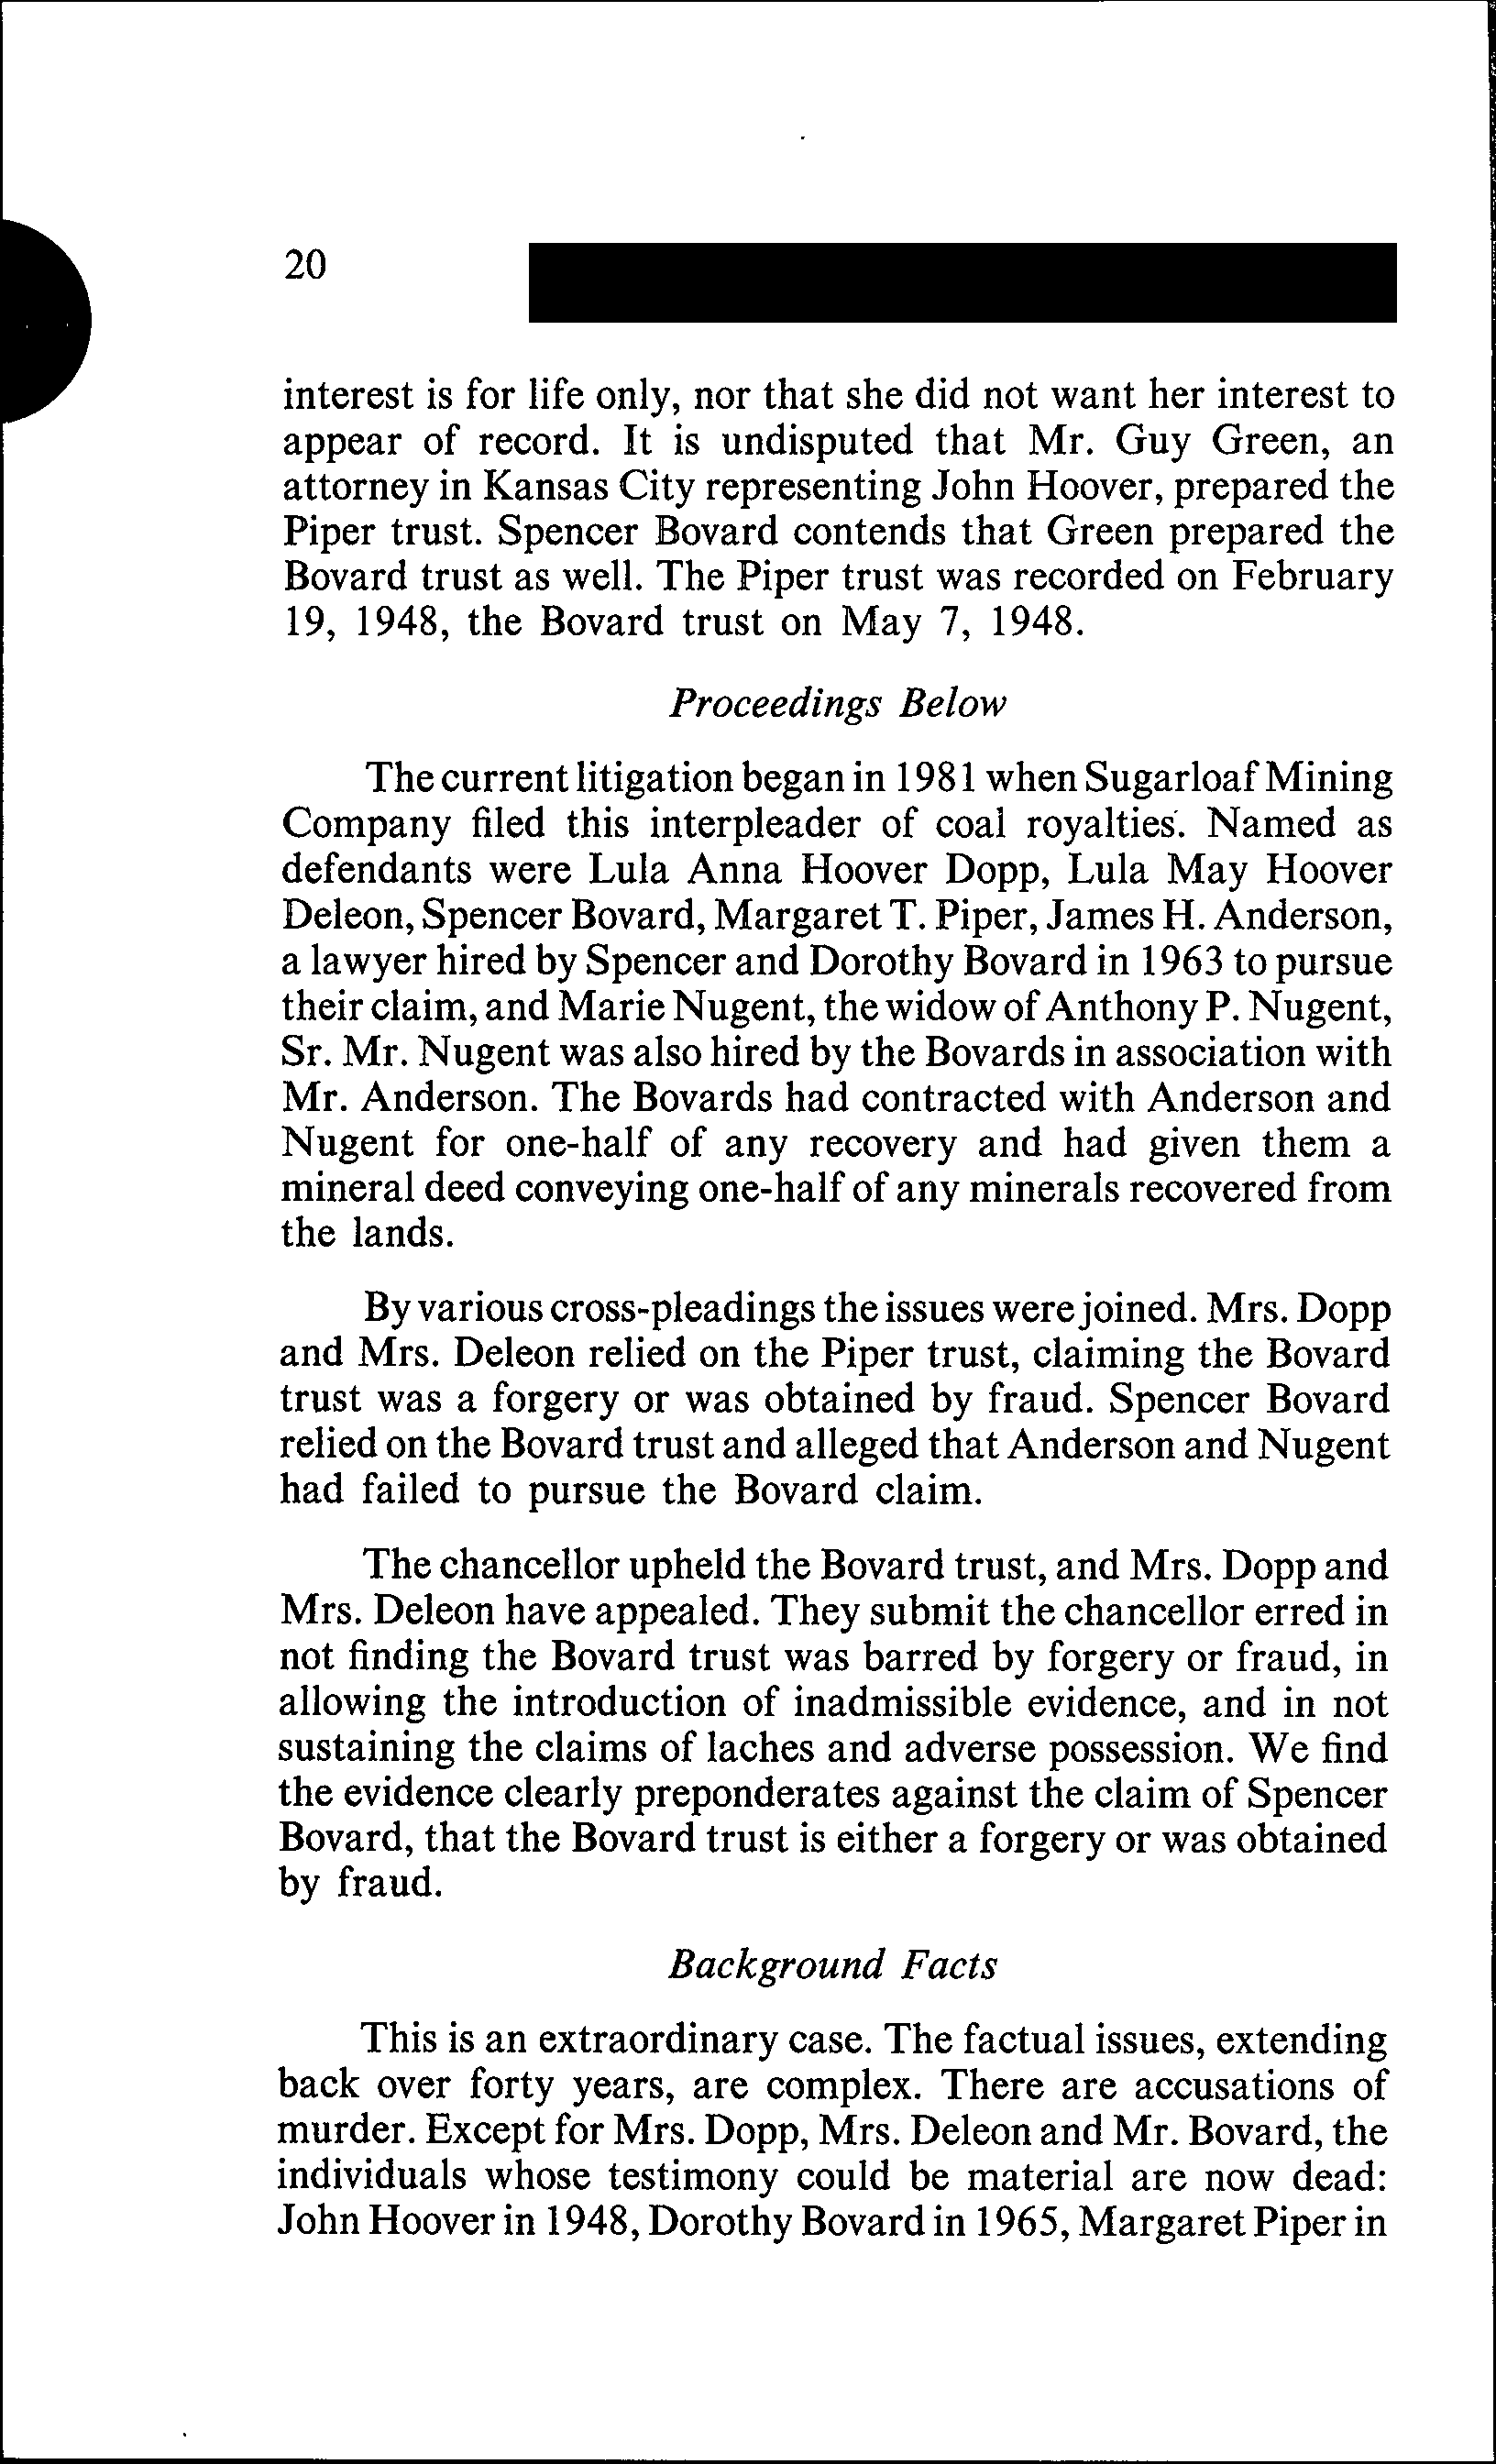 20
interest is for life only, nor that she did not want her interest to
appear of record. It is undisputed that Mr. Guy Green, an
attorney in Kansas City representing John Hoover, prepared the
Piper trust. Spencer Bovard contends that Green prepared the
Bovard trust as well. The Piper trust was recorded on February
19, 1948, the Bovard trust on May 7, 1948.
Proceedings Below
The current litigation began in 1981 when Sugarloaf Mining
Company filed this interpleader of coal royalties. Named as
defendants were Lula Anna Hoover Dopp, Lula May Hoover
Deleon, Spencer Bovard, Margaret T. Piper, James H. Anderson,
a lawyer hired by Spencer and Dorothy Bovard in 1963 to pursue
their claim, and Marie Nugent, the widow of Anthony P. Nugent,
Sr. Mr. Nugent was also hired by the Bovards in association with
Mr. Anderson. The Bovards had contracted with Anderson and
Nugent for one-half of any recovery and had given them a
mineral deed conveying one-half of any minerals recovered from
the lands.
By various cross-pleadings the issues were joined. Mrs. Dopp
and Mrs. Deleon relied on the Piper trust, claiming the Bovard
trust was a forgery or was obtained by fraud. Spencer Bovard
relied on the Bovard trust and alleged that Anderson and Nugent
had failed to pursue the Bovard claim.
The chancellor upheld the Bovard trust, and Mrs. Dopp and
Mrs. Deleon have appealed. They submit the chancellor erred in
not finding the Bovard trust was barred by forgery or fraud, in
allowing the introduction of inadmissible evidence, and in not
sustaining the claims of laches and adverse possession. We find
the evidence clearly preponderates against the claim of Spencer
Bovard, that the Bovard trust is either a forgery or was obtained
by fraud.
Background Facts
This is an extraordinary case. The factual issues, extending
back over forty years, are complex. There are accusations of
murder. Except for Mrs. Dopp, Mrs. Deleon and Mr. Bovard, the
individuals whose testimony could be material are now dead:
John Hoover in 1948, Dorothy Bovard in 1965, Margaret Piper in